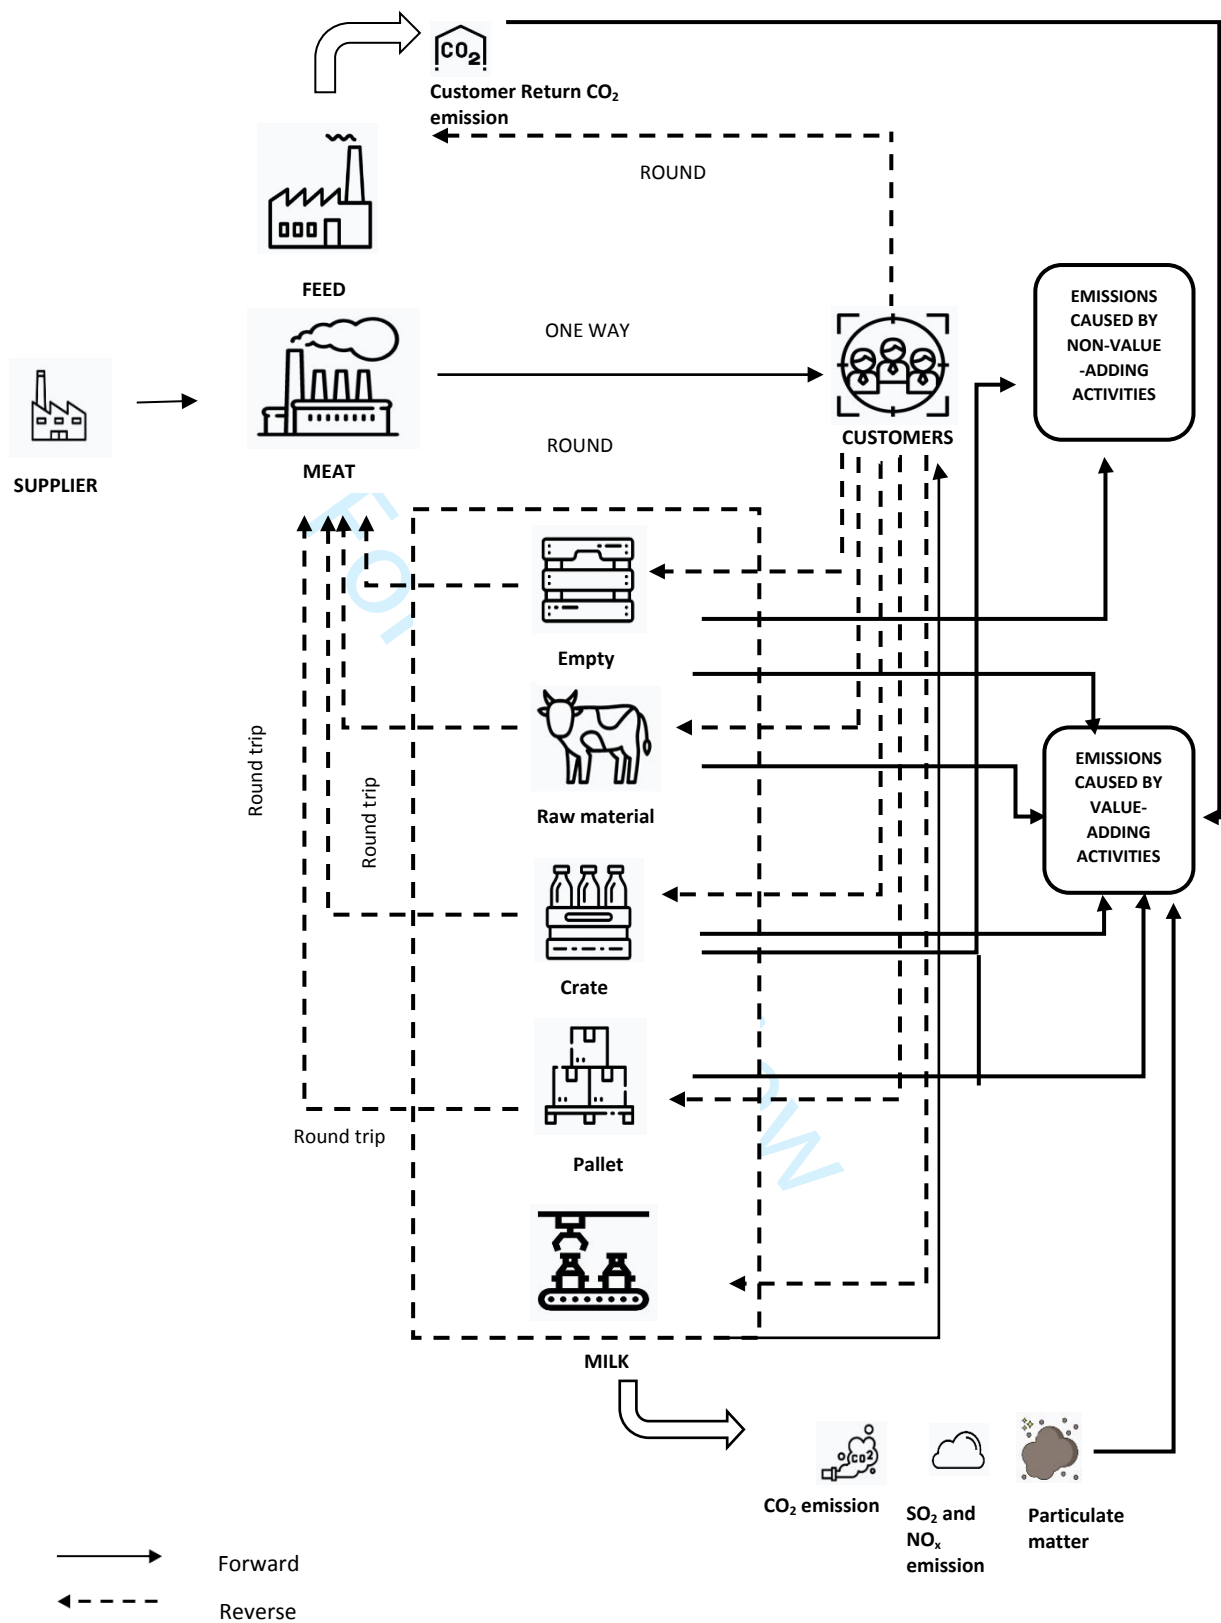 CO₂
Customer Return CO₂
emission
ROUND
FEED
ONE WAY
EMISSIONS
CAUSED BY
NON-VALUE
-ADDING
ACTIVITIES
SUPPLIER
MEAT
ROUND
CUSTOMERS
Empty
Raw material
Round trip
Round trip
EMISSIONS
CAUSED BY
VALUE-
ADDING
ACTIVITIES
Crate
Round trip
Pallet
MILK
CO2
CO₂ emission
SO₂ and
NOₓ
emission
Particulate
matter
Forward
Reverse